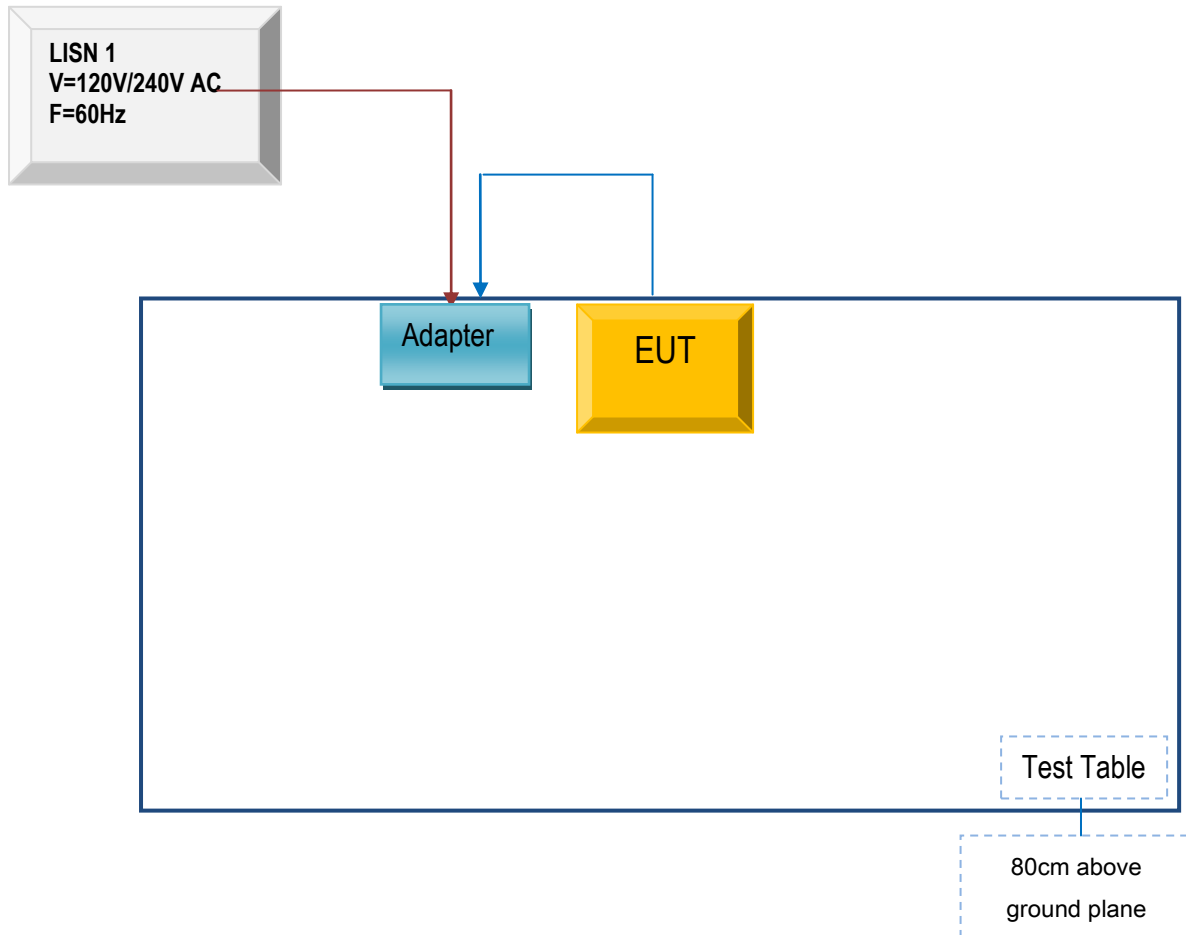 LISN 1
V=120V/240V AC
F=60Hz
Adapter
EUT
Test Table
80cm above
ground plane